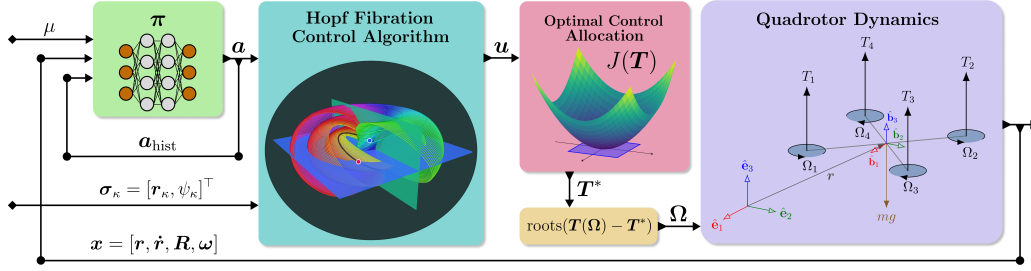 μ
π
a
a_hist
σ_κ = [r_κ, ψ_κ]^⊤
x = [r, ṙ, R, ω]
Hopf Fibration
Control Algorithm
u
Optimal Control
Allocation
J(T)
T*
roots(T(Ω) − T*)
Ω
Quadrotor Dynamics
T₄
T₂
T₁
T₃
Ω₄
b̂₃
b̂₂
b̂₁
Ω₁
Ω₂
Ω₃
r
ê₃
ê₂
ê₁
mg